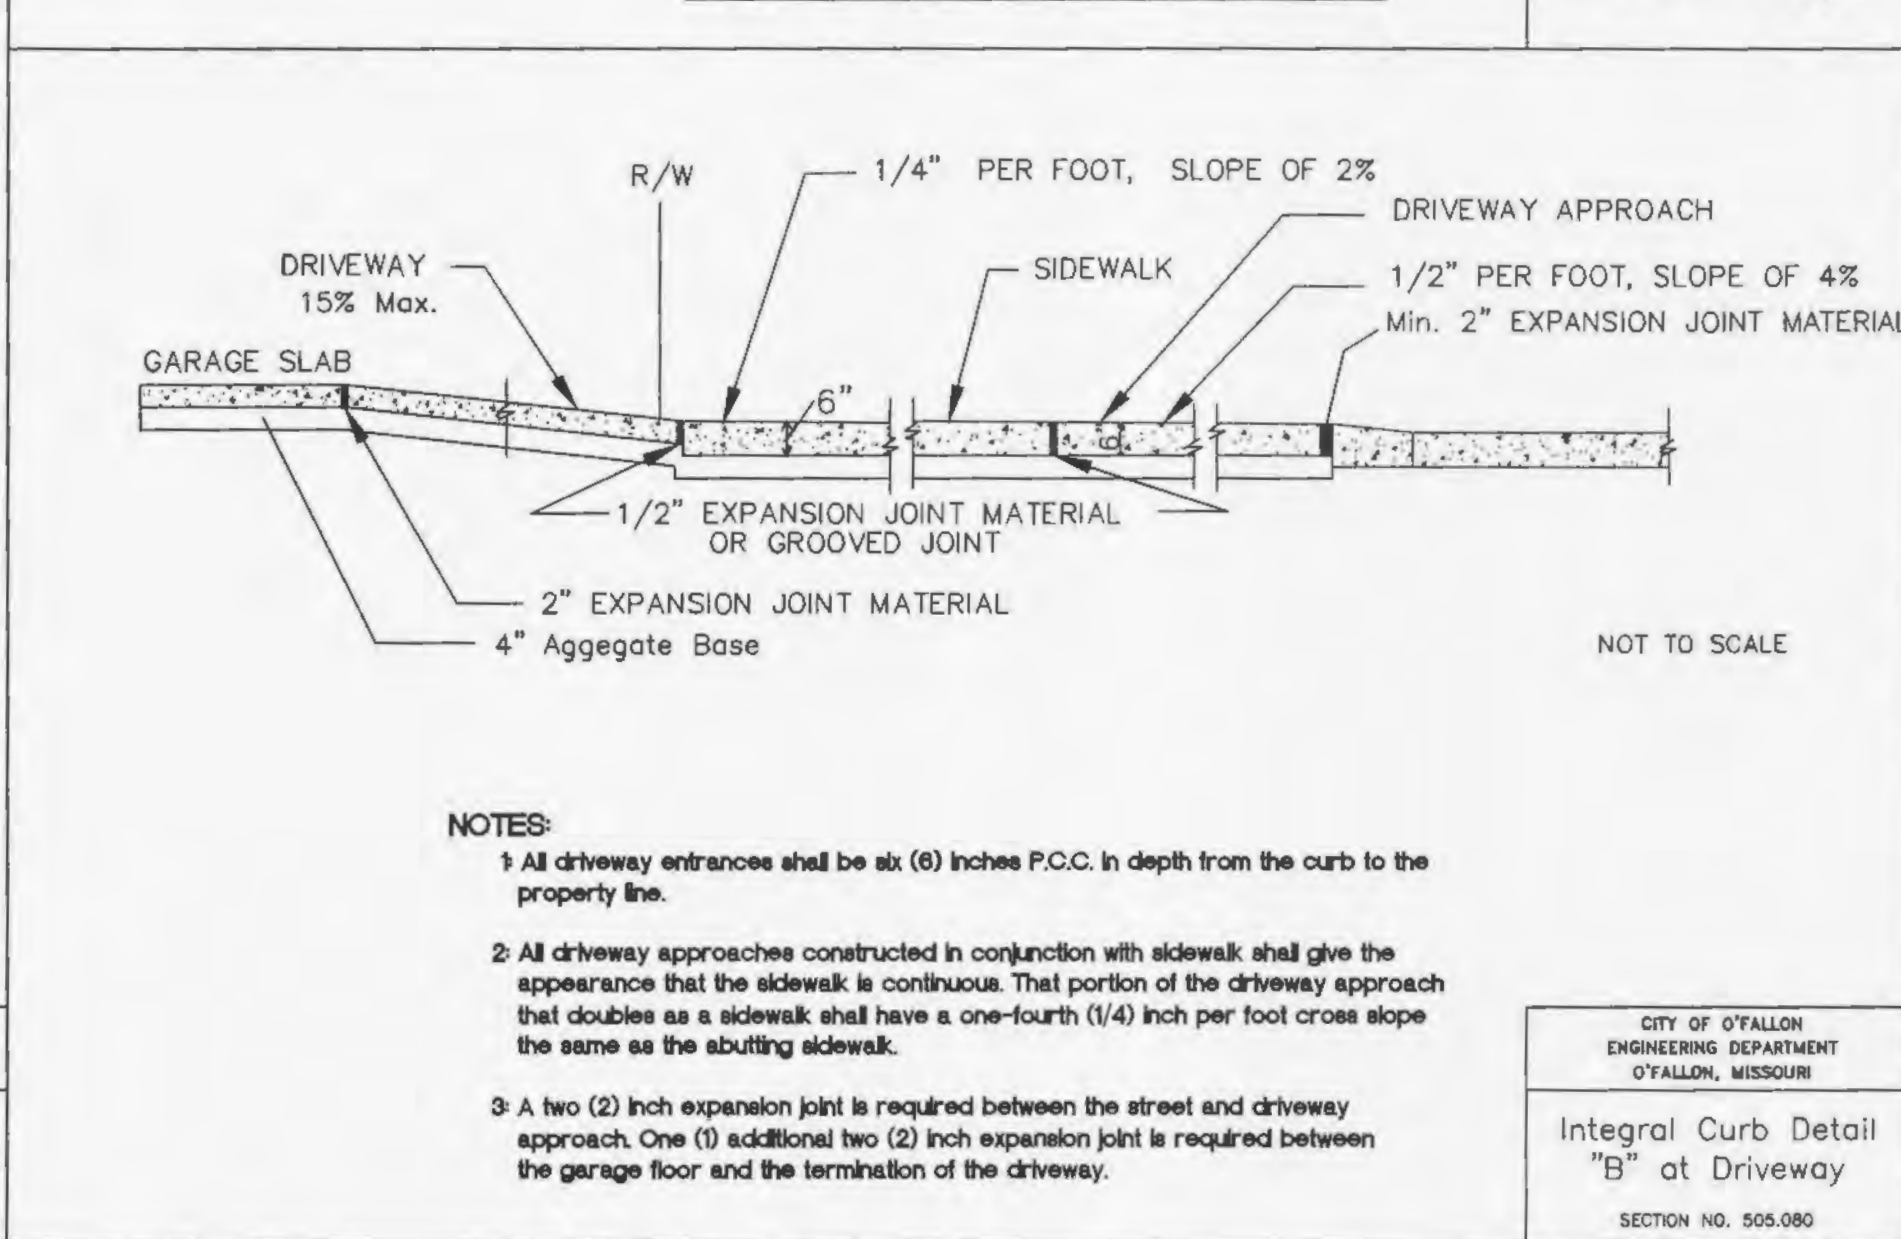 R/W
1/4" PER FOOT, SLOPE OF 2%
DRIVEWAY APPROACH
DRIVEWAY
15% Max.
SIDEWALK
1/2" PER FOOT, SLOPE OF 4%
Min. 2" EXPANSION JOINT MATERIAL
GARAGE SLAB
6"
6"
1/2" EXPANSION JOINT MATERIAL
OR GROOVED JOINT
2" EXPANSION JOINT MATERIAL
4" Aggegate Base
NOT TO SCALE
NOTES:
1: All driveway entrances shall be six (6) inches P.C.C. in depth from the curb to the
property line.
2: All driveway approaches constructed in conjunction with sidewalk shall give the
appearance that the sidewalk is continuous. That portion of the driveway approach
that doubles as a sidewalk shall have a one-fourth (1/4) inch per foot cross slope
the same as the abutting sidewalk.
3: A two (2) inch expansion joint is required between the street and driveway
approach. One (1) additional two (2) inch expansion joint is required between
the garage floor and the termination of the driveway.
CITY OF O'FALLON
ENGINEERING DEPARTMENT
O'FALLON, MISSOURI
Integral Curb Detail
"B" at Driveway
SECTION NO. 505.080